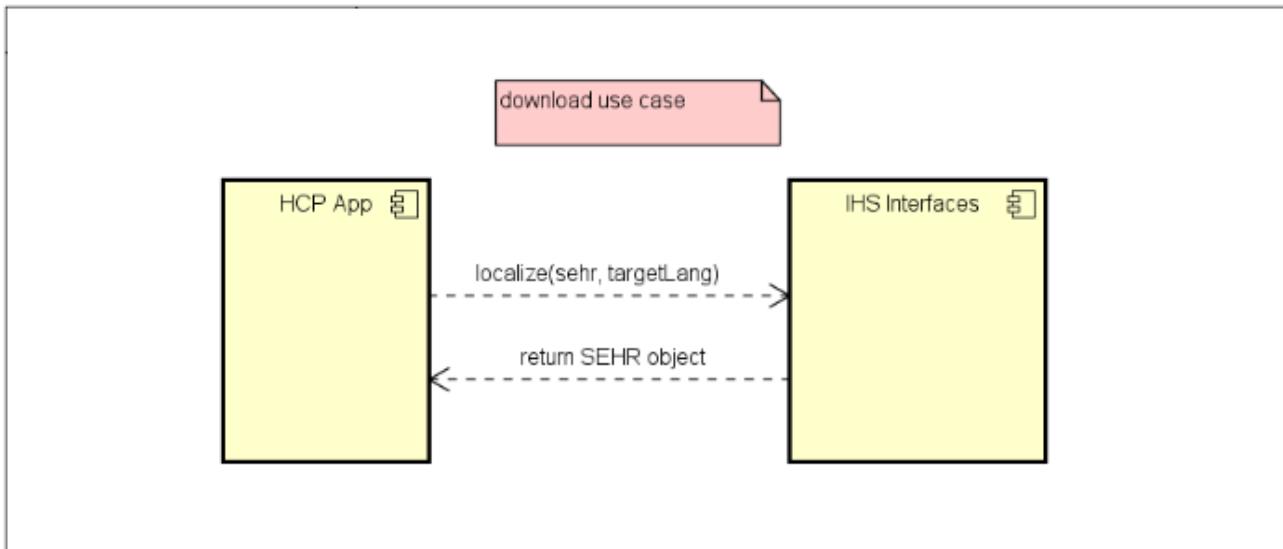 download use case
HCP App
IHS Interfaces
localize(sehr, targetLang)
return SEHR object